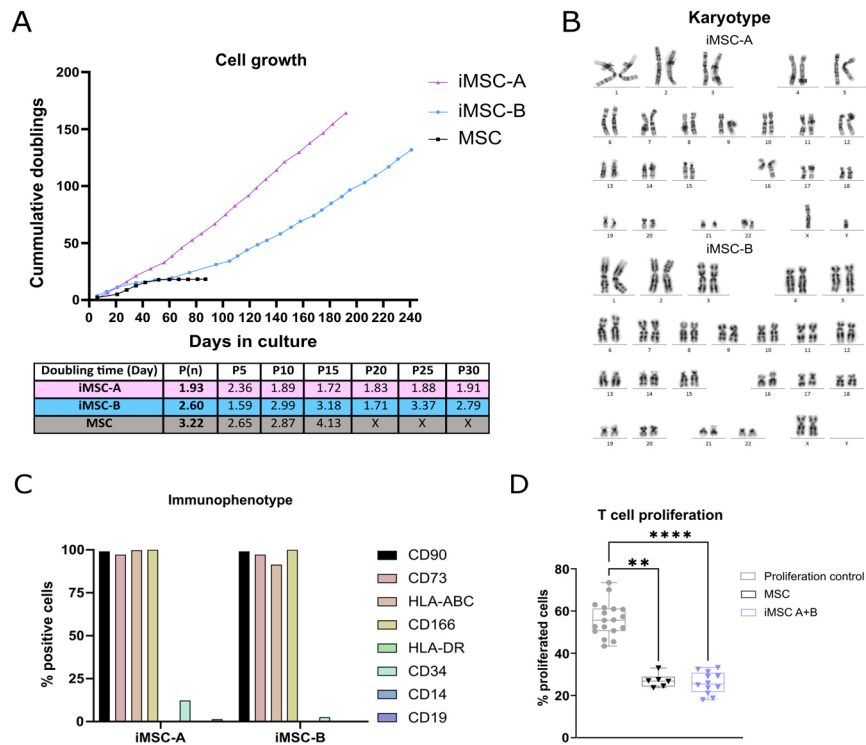 A
Cell growth
Cummulative doublings
200
150
100
50
0
0 20 40 60 80 100 120 140 160 180 200 220 240
Days in culture
iMSC-A
iMSC-B
MSC
Doubling time (Day) P(n) P5 P10 P15 P20 P25 P30
iMSC-A 1.93 2.36 1.89 1.72 1.83 1.88 1.91
iMSC-B 2.60 1.59 2.99 3.18 1.71 3.37 2.79
MSC 3.22 2.65 2.87 4.13 X X X
B
Karyotype
iMSC-A
1 2 3 4 5
6 7 8 9 10 11 12
13 14 15 16 17 18
19 20 21 22 X Y
iMSC-B
1 2 3 4 5
6 7 8 9 10 11 12
13 14 15 16 17 18
19 20 21 22 X Y
C
Immunophenotype
% positive cells
100
75
50
25
0
iMSC-A iMSC-B
CD90
CD73
HLA-ABC
CD166
HLA-DR
CD34
CD14
CD19
D
T cell proliferation
% proliferated cells
80
60
40
20
0
**
****
Proliferation control
MSC
iMSC A+B